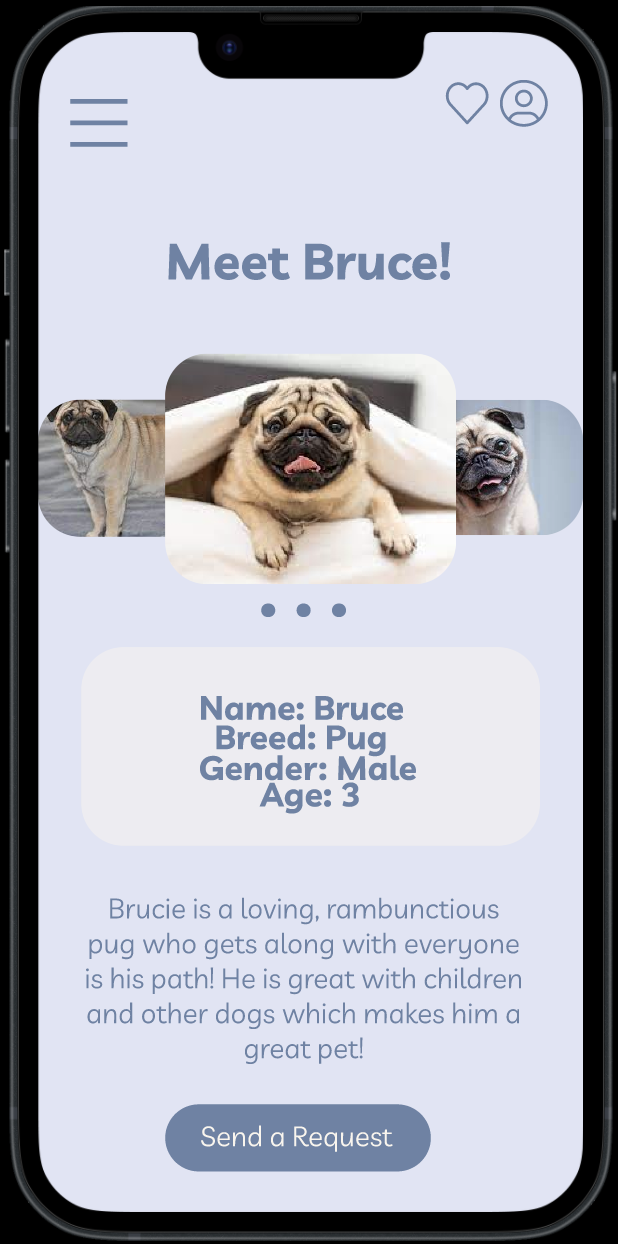 Meet Bruce!
Name: Bruce
Breed: Pug
Gender: Male
Age: 3
Brucie is a loving, rambunctious
pug who gets along with everyone
is his path! He is great with children
and other dogs which makes him a
great pet!
Send a Request